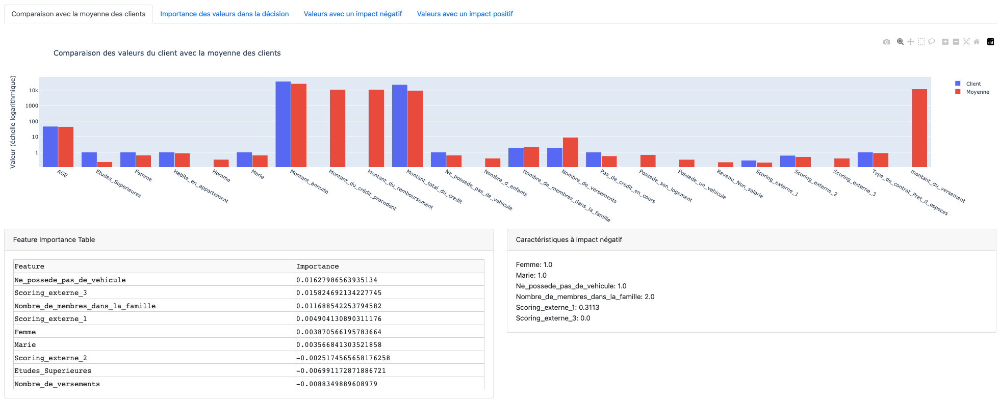 Comparaison avec la moyenne des clients
Importance des valeurs dans la décision
Valeurs avec un impact négatif
Valeurs avec un impact positif
Comparaison des valeurs du client avec la moyenne des clients
Valeur (échelle logarithmique)
10k
1000
100
10
1
Client
Moyenne
AGE
Etudes_Superieures
Femme
Habite_en_appartement
Homme
Marie
Montant_annuite
Montant_du_crédit_precedent
Montant_du_remboursement
Montant_total_du_credit
Ne_possede_pas_de_vehicule
Nombre_d_enfants
Nombre_de_membres_dans_la_famille
Nombre_de_versements
Pas_de_credit_en_cours
Possede_son_logement
Possede_un_vehicule
Revenu_Non_salarie
Scoring_externe_1
Scoring_externe_2
Scoring_externe_3
Type_de_contrat_Pret_d_especes
montant_du_versement
Feature Importance Table
Feature Importance
Ne_possede_pas_de_vehicule 0.01627986563935134
Scoring_externe_3 0.015824692134227745
Nombre_de_membres_dans_la_famille 0.011688542253794582
Scoring_externe_1 0.004904130890311176
Femme 0.003870566195783664
Marie 0.003566841303521858
Scoring_externe_2 -0.0025174565658176258
Etudes_Superieures -0.006991172871886721
Nombre_de_versements -0.0088349889608979
Caractéristiques à impact négatif
Femme: 1.0
Marie: 1.0
Ne_possede_pas_de_vehicule: 1.0
Nombre_de_membres_dans_la_famille: 2.0
Scoring_externe_1: 0.3113
Scoring_externe_3: 0.0